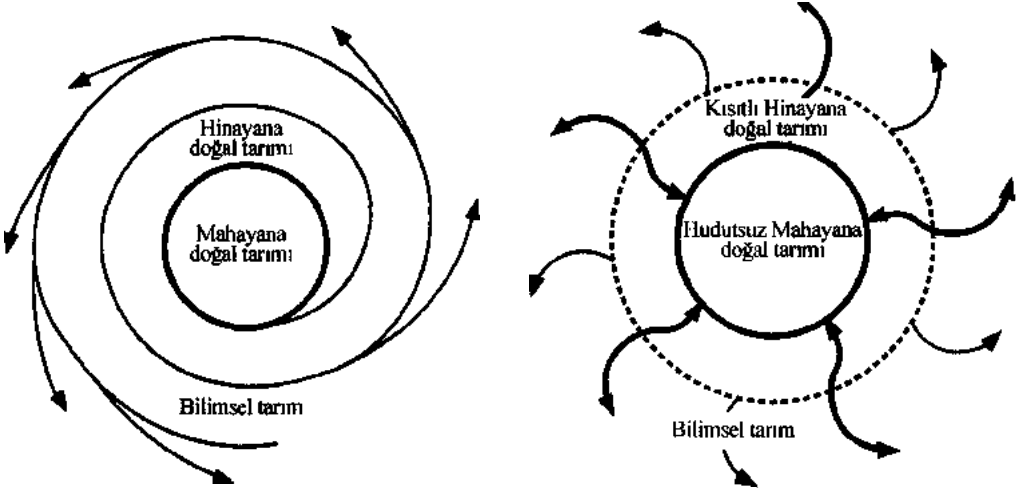 Hinayana
doğal tarımı
Mahayana
doğal tarımı
Bilimsel tarım
Kısıtlı Hinayana
doğal tarımı
Hudutsuz Mahayana
doğal tarımı
Bilimsel tarım